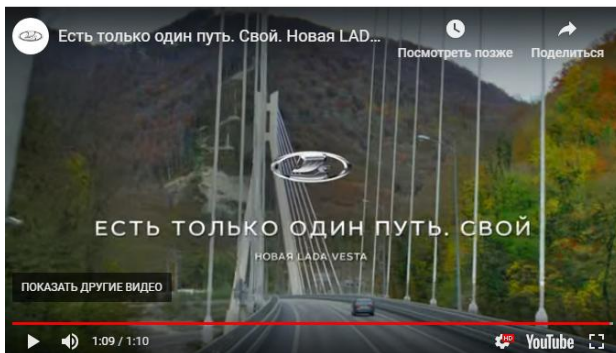 Есть только один путь. Свой. Новая LAD...
Посмотреть позже
Поделиться
ЕСТЬ ТОЛЬКО ОДИН ПУТЬ. СВОЙ
НОВАЯ LADA VESTA
ПОКАЗАТЬ ДРУГИЕ ВИДЕО
1:09 / 1:10
HD
YouTube